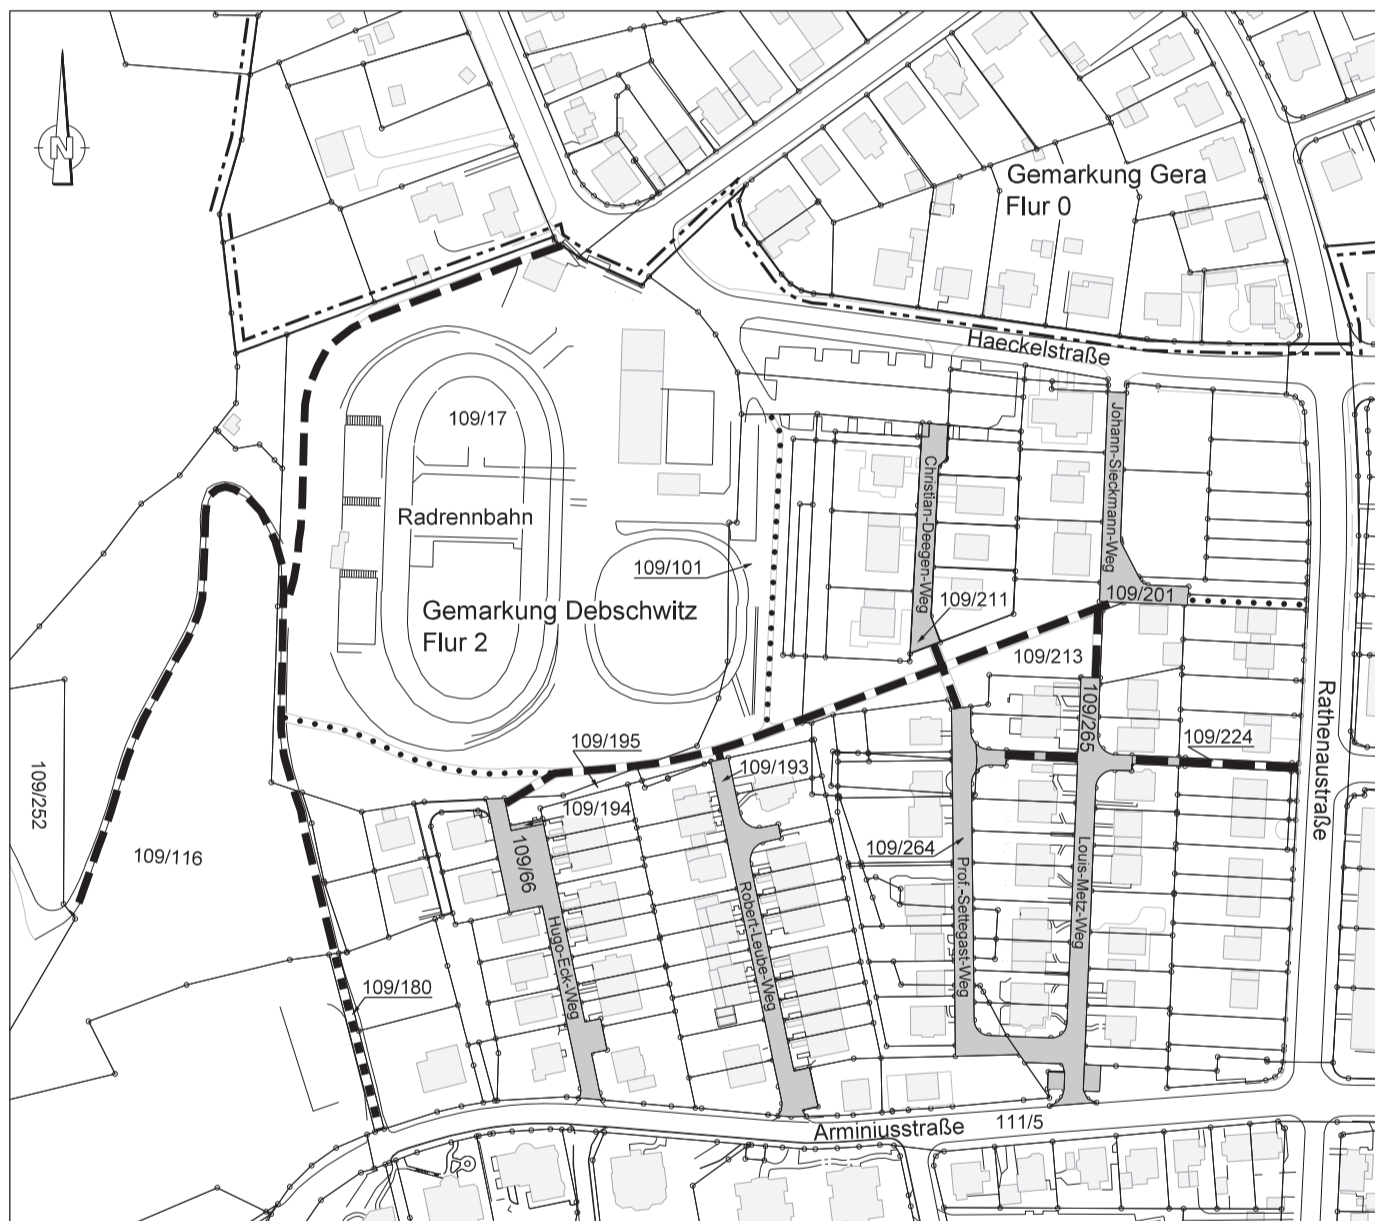 N
Gemarkung Gera
Flur 0
Haeckelstraße
109/17
Radrennbahn
Gemarkung Debschwitz
Flur 2
109/101
Christian-Deegen-Weg
Johann-Sieckmann-Weg
109/211
109/201
109/213
109/265
109/224
Rathenaustraße
109/195
109/193
109/194
109/66
109/252
109/116
109/264
Prof.-Settegast-Weg
Louis-Metz-Weg
Robert-Leube-Weg
Hugo-Eck-Weg
109/180
Arminiusstraße
111/5